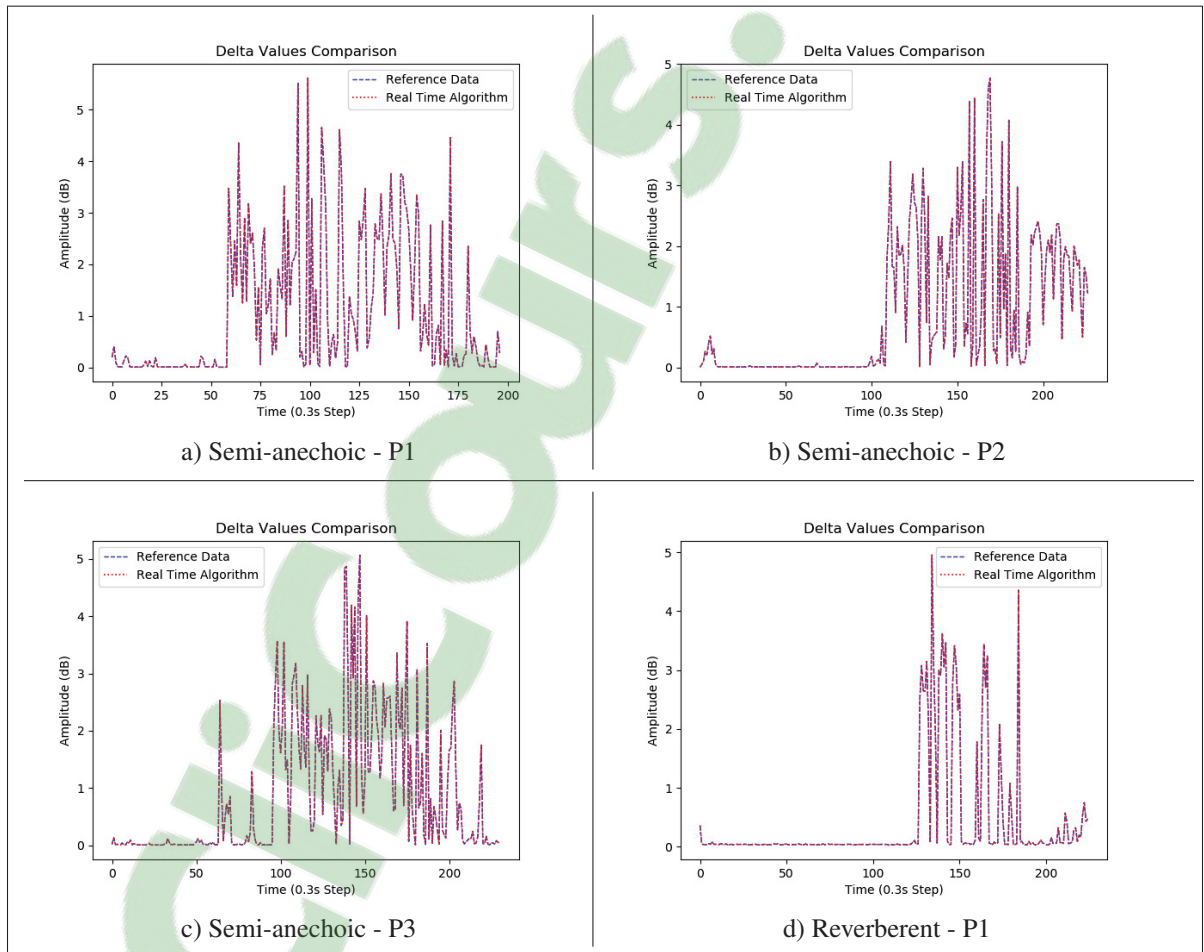 Delta Values Comparison
Reference Data
Real Time Algorithm
5
4
3
2
1
0
Amplitude (dB)
0 25 50 75 100 125 150 175 200
Time (0.3s Step)
a) Semi-anechoic - P1
Delta Values Comparison
Reference Data
Real Time Algorithm
5
4
3
2
1
0
Amplitude (dB)
0 50 100 150 200
Time (0.3s Step)
b) Semi-anechoic - P2
Delta Values Comparison
Reference Data
Real Time Algorithm
5
4
3
2
1
0
Amplitude (dB)
0 50 100 150 200
Time (0.3s Step)
c) Semi-anechoic - P3
Delta Values Comparison
Reference Data
Real Time Algorithm
5
4
3
2
1
0
Amplitude (dB)
0 50 100 150 200
Time (0.3s Step)
d) Reverberent - P1